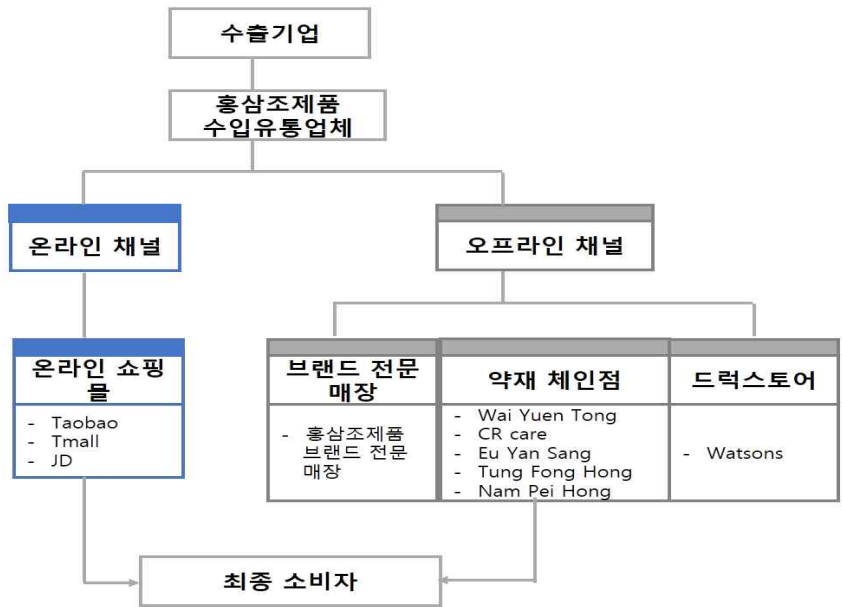 수출기업
홍삼조제품
수입유통업체
온라인 채널
오프라인 채널
온라인 쇼핑
몰
- Taobao
- Tmall
- JD
브랜드 전문
매장
- 홍삼조제품
브랜드 전문
매장
약재 체인점
- Wai Yuen Tong
- CR care
- Eu Yan Sang
- Tung Fong Hong
- Nam Pei Hong
드럭스토어
- Watsons
최종 소비자